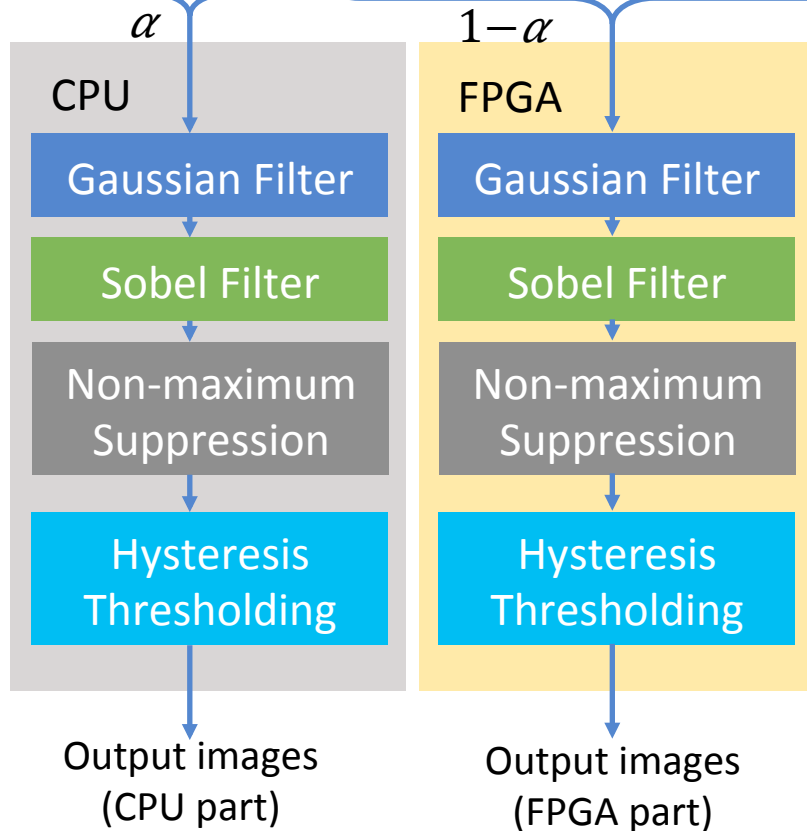 α
1−α
CPU
Gaussian Filter
Sobel Filter
Non-maximum
Suppression
Hysteresis
Thresholding
Output images
(CPU part)
FPGA
Gaussian Filter
Sobel Filter
Non-maximum
Suppression
Hysteresis
Thresholding
Output images
(FPGA part)